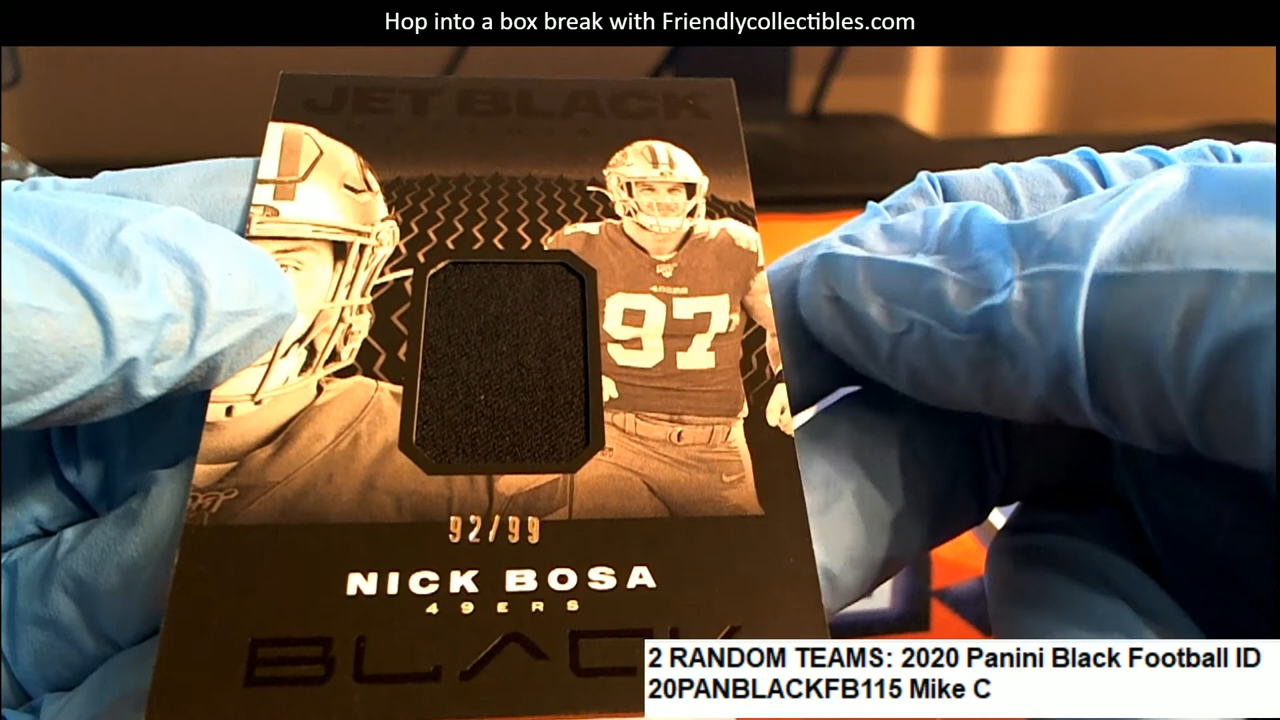 Hop into a box break with Friendlycollectibles.com
JET BLACK
97
92/99
NICK BOSA
49ERS
BLACK
2 RANDOM TEAMS: 2020 Panini Black Football ID
20PANBLACKFB115 Mike C